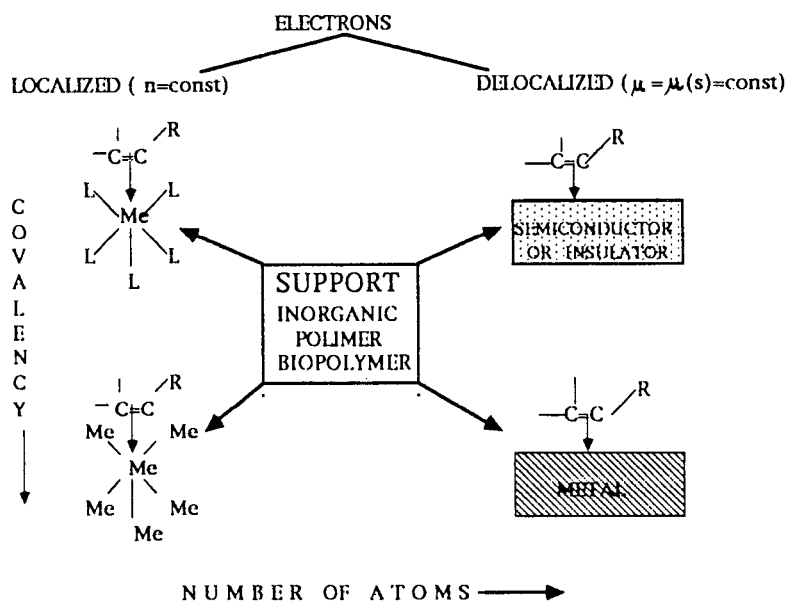 ELECTRONS
LOCALIZED ( n=const)
DELOCALIZED (μ = μ(s)=const)
C=C R
L L
Me
L L
L
C=C R
SEMICONDUCTOR
OR INSULATOR
COVALENCY
SUPPORT
INORGANIC
POLIMER
BIOPOLYMER
C=C R
Me Me
Me
Me Me
Me
C=C R
METAL
NUMBER OF ATOMS